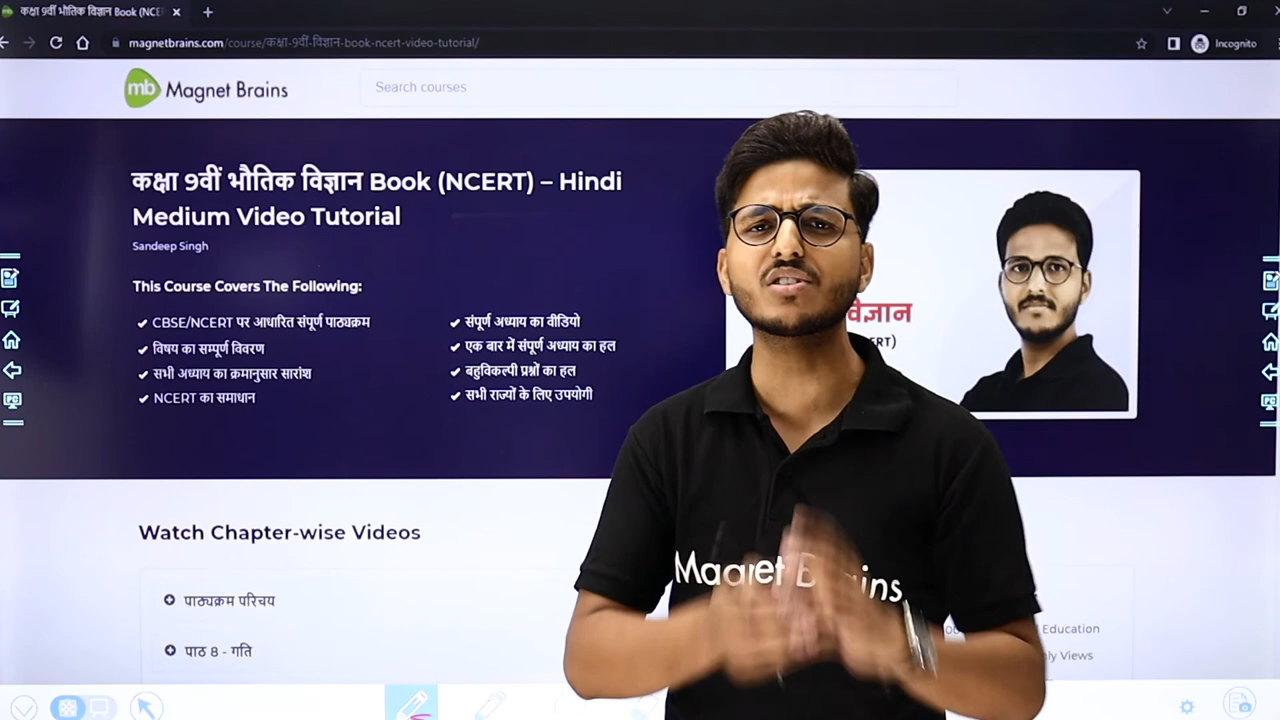 कक्षा 9वीं भौतिक विज्ञान Book (NCE
magnetbrains.com/course/कक्षा-9वीं-विज्ञान-book-ncert-video-tutorial/
Incognito
mb Magnet Brains
Search courses
कक्षा 9वीं भौतिक विज्ञान Book (NCERT) – Hindi
Medium Video Tutorial
Sandeep Singh
This Course Covers The Following:
CBSE/NCERT पर आधारित संपूर्ण पाठ्यक्रम
विषय का सम्पूर्ण विवरण
सभी अध्याय का क्रमानुसार सारांश
NCERT का समाधान
संपूर्ण अध्याय का वीडियो
एक बार में संपूर्ण अध्याय का हल
बहुविकल्पी प्रश्नों का हल
सभी राज्यों के लिए उपयोगी
विज्ञान
Watch Chapter-wise Videos
पाठ्यक्रम परिचय
पाठ 8 - गति
Education
Views
Magnet Brains